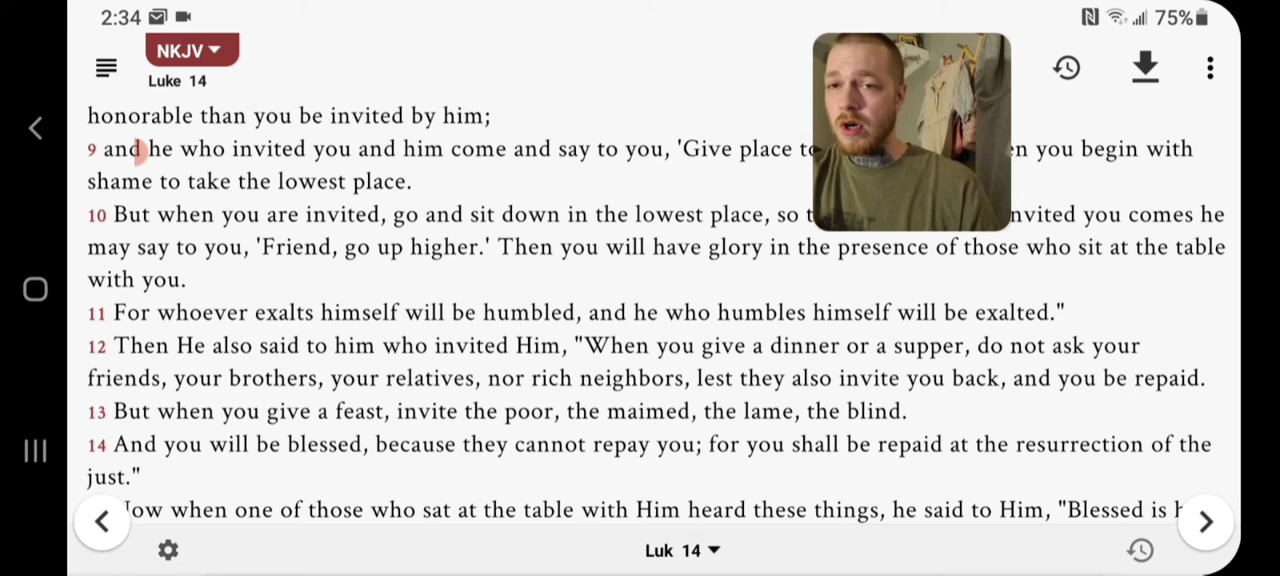 2:34 75%
NKJV
Luke 14
honorable than you be invited by him;
9 and he who invited you and him come and say to you, 'Give place you begin with
shame to take the lowest place.
10 But when you are invited, go and sit down in the lowest place, so you comes he
may say to you, 'Friend, go up higher.' Then you will have glory in the presence of those who sit at the table
with you.
11 For whoever exalts himself will be humbled, and he who humbles himself will be exalted."
12 Then He also said to him who invited Him, "When you give a dinner or a supper, do not ask your
friends, your brothers, your relatives, nor rich neighbors, lest they also invite you back, and you be repaid.
13 But when you give a feast, invite the poor, the maimed, the lame, the blind.
14 And you will be blessed, because they cannot repay you; for you shall be repaid at the resurrection of the
just."
when one of those who sat at the table with Him heard these things, he said to Him, "Blessed is
Luk 14